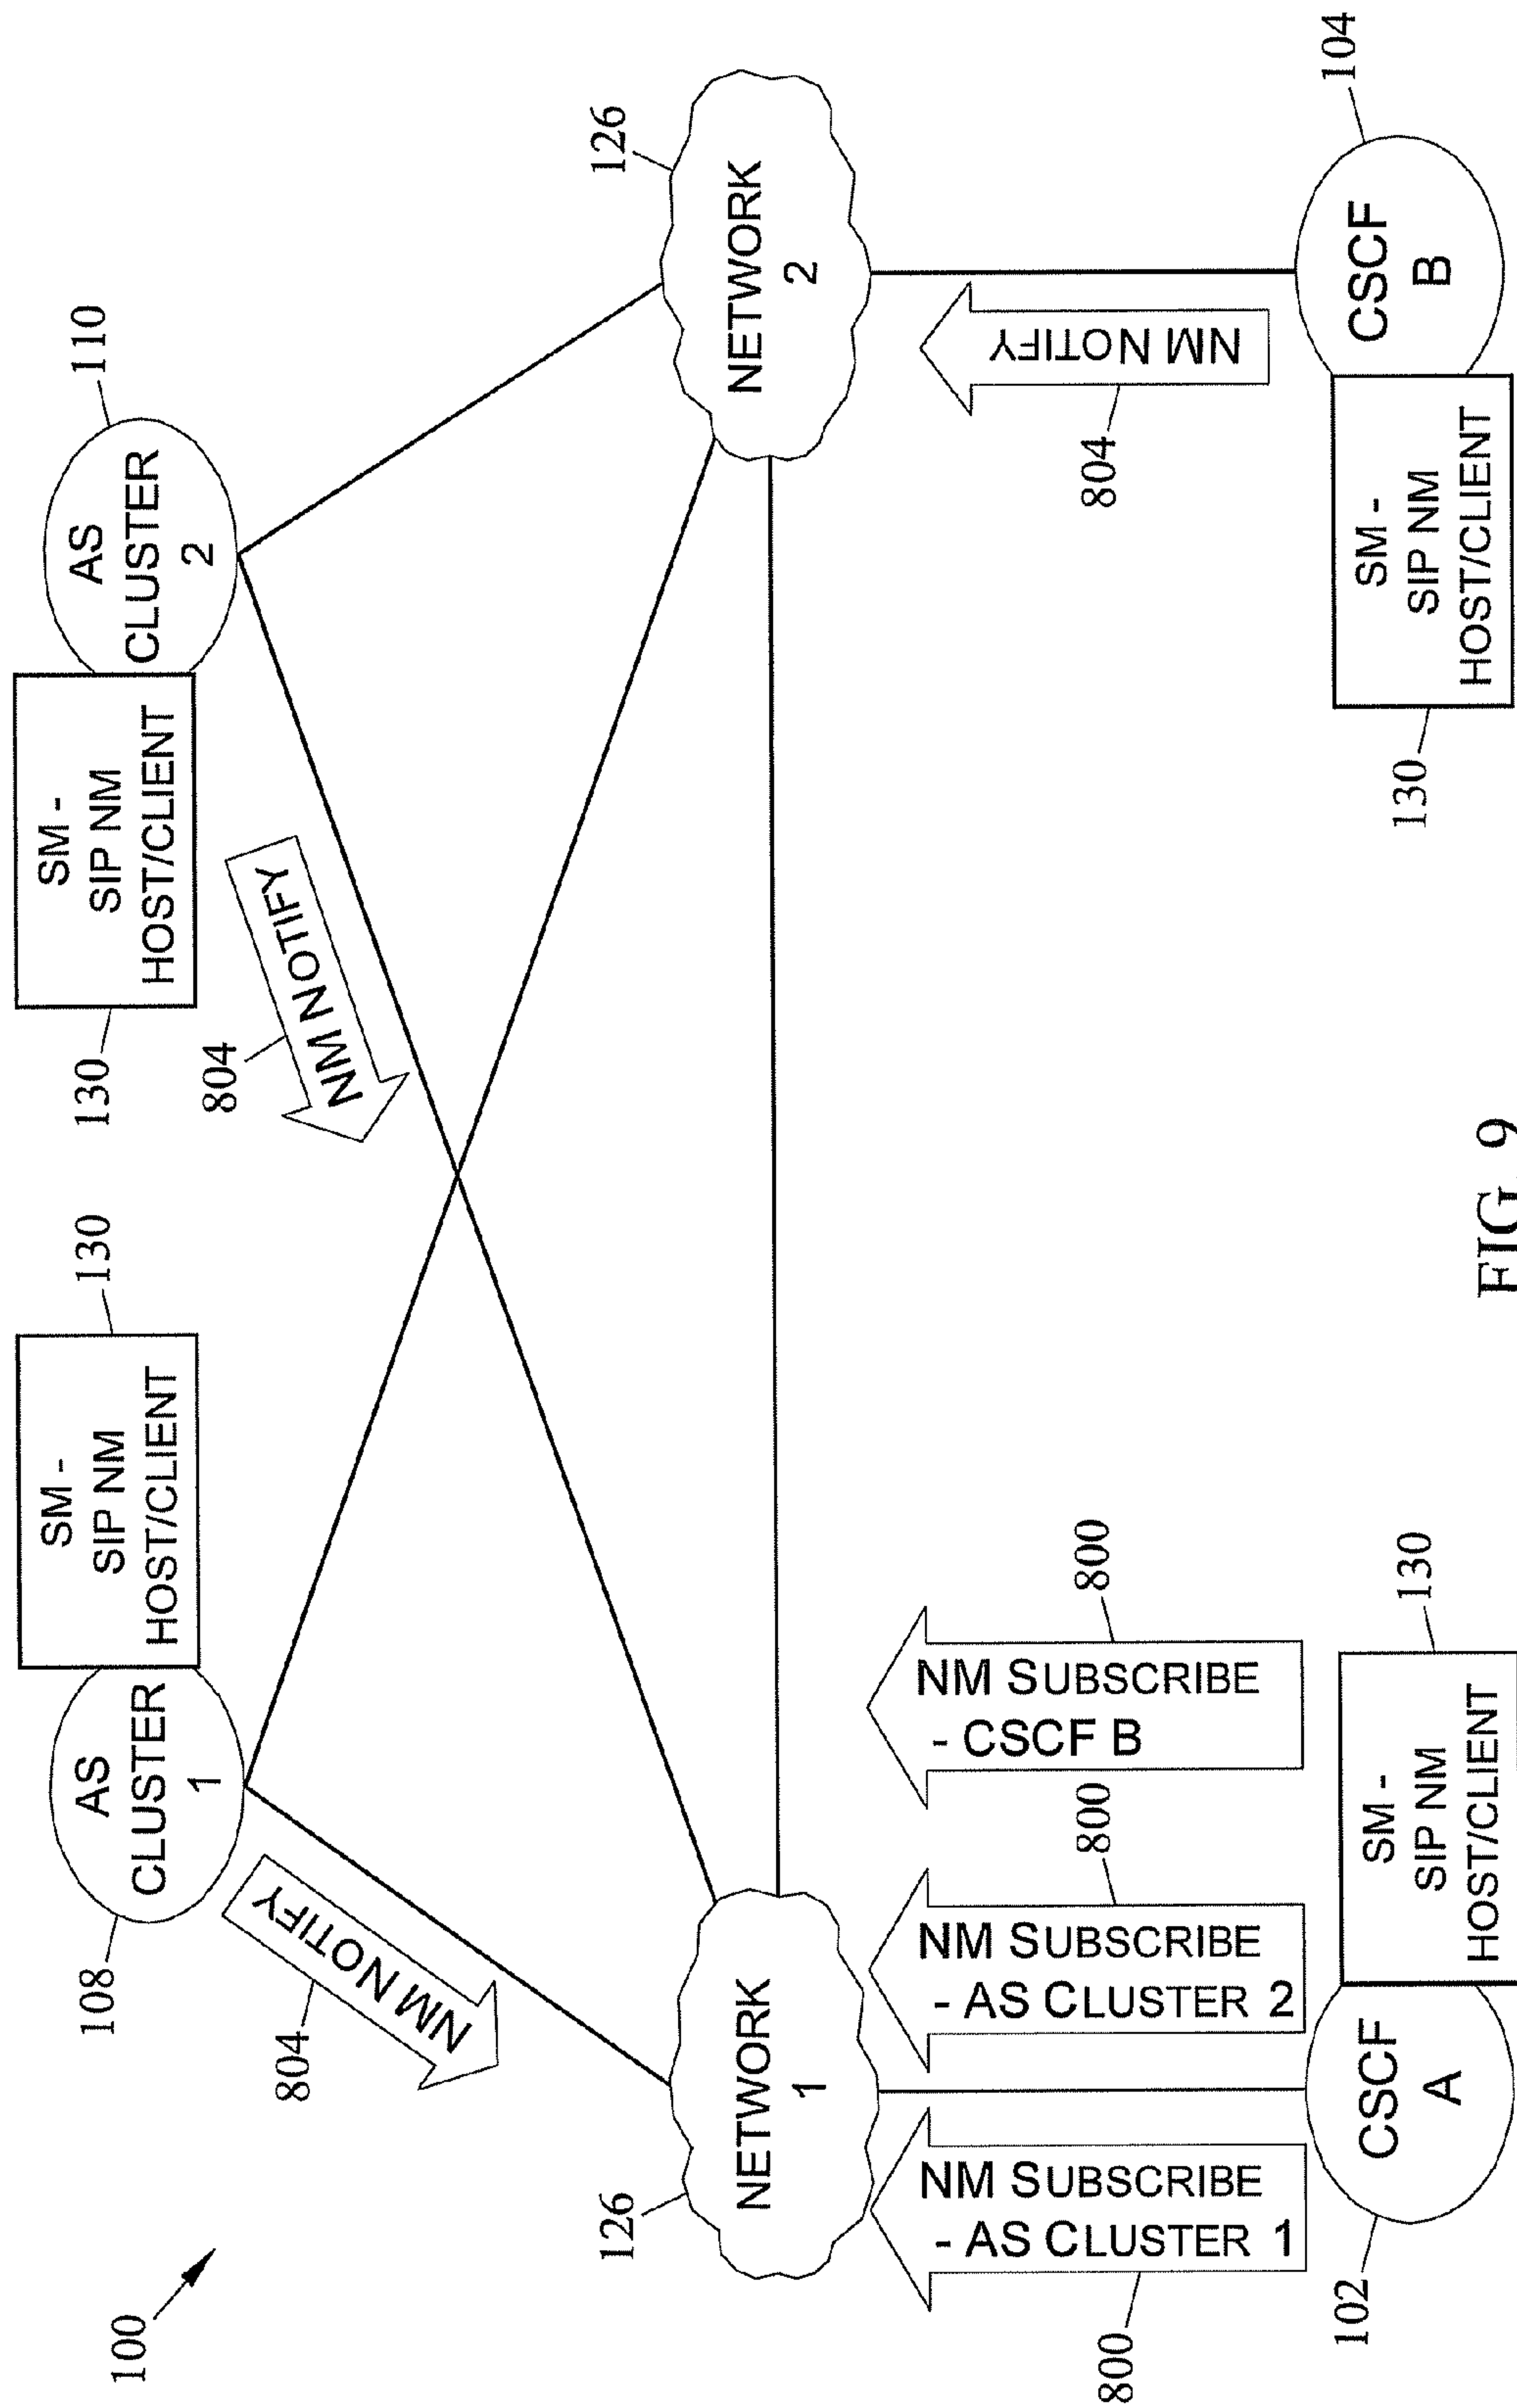 100
108
AS
CLUSTER
1
SM -
SIP NM
HOST/CLIENT
130
130
SM -
SIP NM
HOST/CLIENT
AS
CLUSTER
2
110
804
NM NOTIFY
804
NM NOTIFY
126
NETWORK
1
126
NETWORK
2
800
NM SUBSCRIBE
- AS CLUSTER 1
NM SUBSCRIBE
- AS CLUSTER 2
800
NM SUBSCRIBE
- CSCF B
800
804
NM NOTIFY
102
CSCF
A
SM -
SIP NM
HOST/CLIENT
130
130
SM -
SIP NM
HOST/CLIENT
CSCF
B
104
FIG. 9